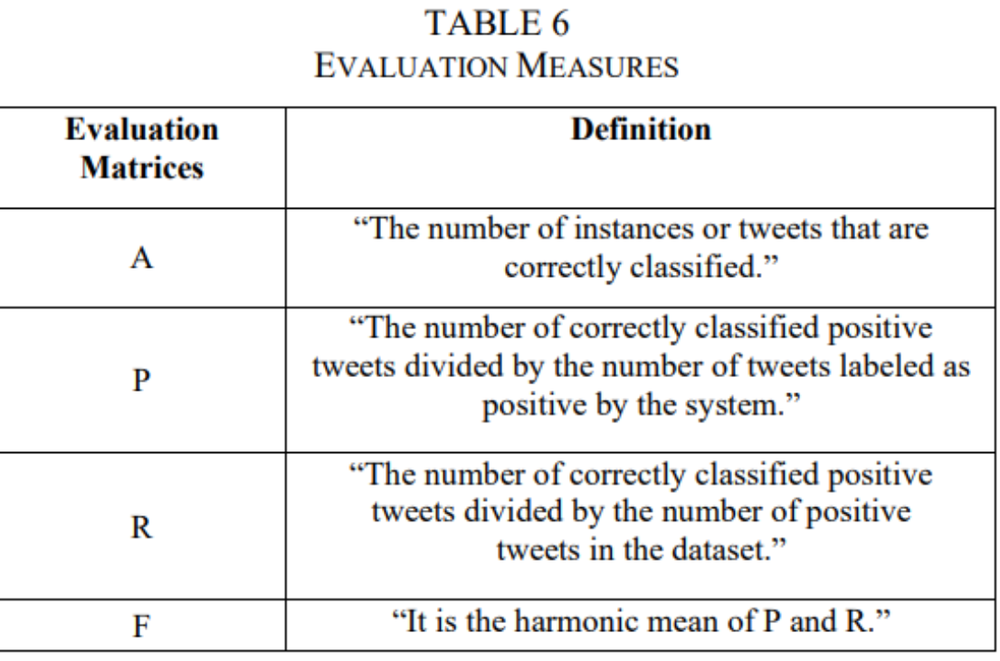 TABLE 6
EVALUATION MEASURES
Evaluation
Matrices
Definition
A
“The number of instances or tweets that are
correctly classified.”
P
“The number of correctly classified positive
tweets divided by the number of tweets labeled as
positive by the system.”
R
“The number of correctly classified positive
tweets divided by the number of positive
tweets in the dataset.”
F
“It is the harmonic mean of P and R.”